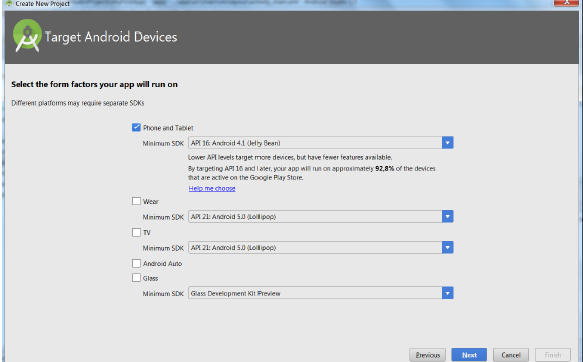 Create New Project
Target Android Devices
Select the form factors your app will run on
Different platforms may require separate SDKs
Phone and Tablet
Minimum SDK API 16: Android 4.1 (Jelly Bean)
Lower API levels target more devices, but have fewer features available.
By targeting API 16 and later, your app will run on approximately 92,8% of the devices
that are active on the Google Play Store.
Help me choose
Wear
Minimum SDK API 21: Android 5.0 (Lollipop)
TV
Minimum SDK API 21: Android 5.0 (Lollipop)
Android Auto
Glass
Minimum SDK Glass Development Kit Preview
Previous Next Cancel Finish